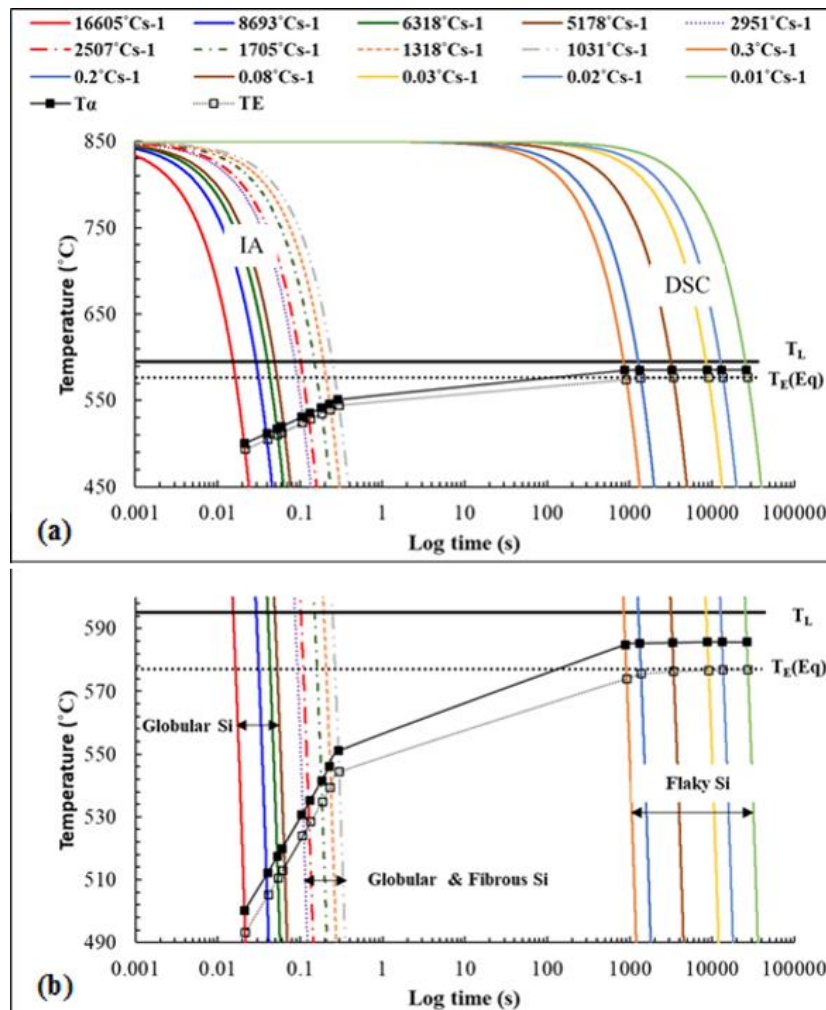 16605˚Cs-1 8693˚Cs-1 6318˚Cs-1 5178˚Cs-1 2951˚Cs-1
2507˚Cs-1 1705˚Cs-1 1318˚Cs-1 1031˚Cs-1 0.3˚Cs-1
0.2˚Cs-1 0.08˚Cs-1 0.03˚Cs-1 0.02˚Cs-1 0.01˚Cs-1
Tα TE
850
750
650
550
450
Temperature (˚C)
IA
DSC
TL
TE(Eq)
0.001 0.01 0.1 1 10 100 1000 10000 100000
(a)
Log time (s)
590
570
550
530
510
490
Temperature (˚C)
TL
TE(Eq)
Globular Si
Flaky Si
Globular & Fibrous Si
0.001 0.01 0.1 1 10 100 1000 10000 100000
(b)
Log time (s)